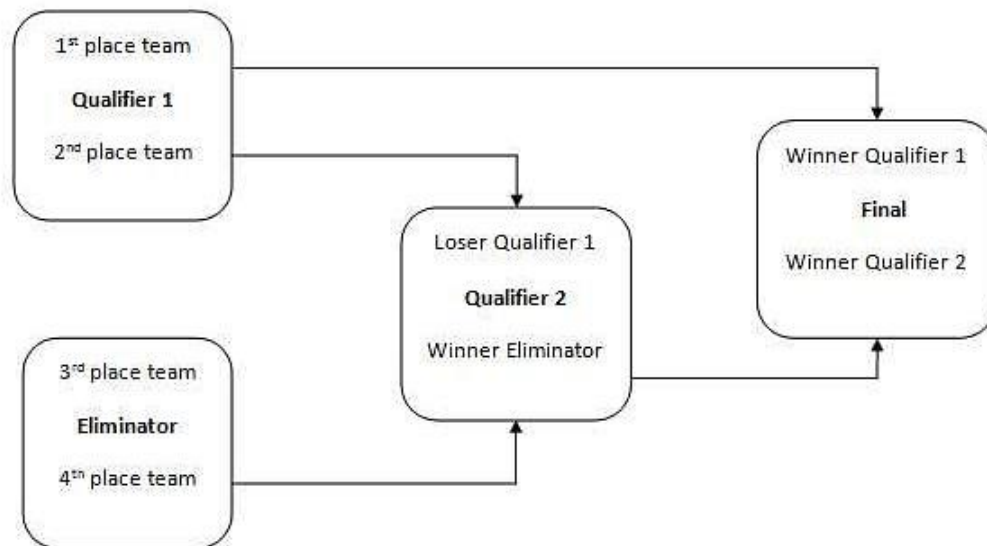 1st place team
Qualifier 1
2nd place team
3rd place team
Eliminator
4th place team
Loser Qualifier 1
Qualifier 2
Winner Eliminator
Winner Qualifier 1
Final
Winner Qualifier 2